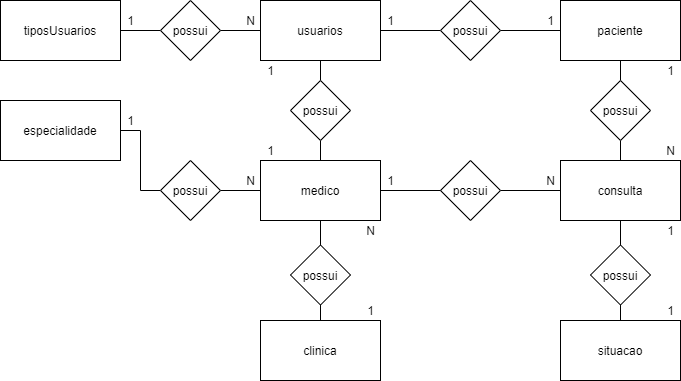 tiposUsuarios
1
possui
N
usuarios
1
possui
1
paciente
1
possui
1
1
possui
N
especialidade
1
possui
N
medico
1
possui
N
consulta
N
possui
1
clinica
1
possui
1
situacao